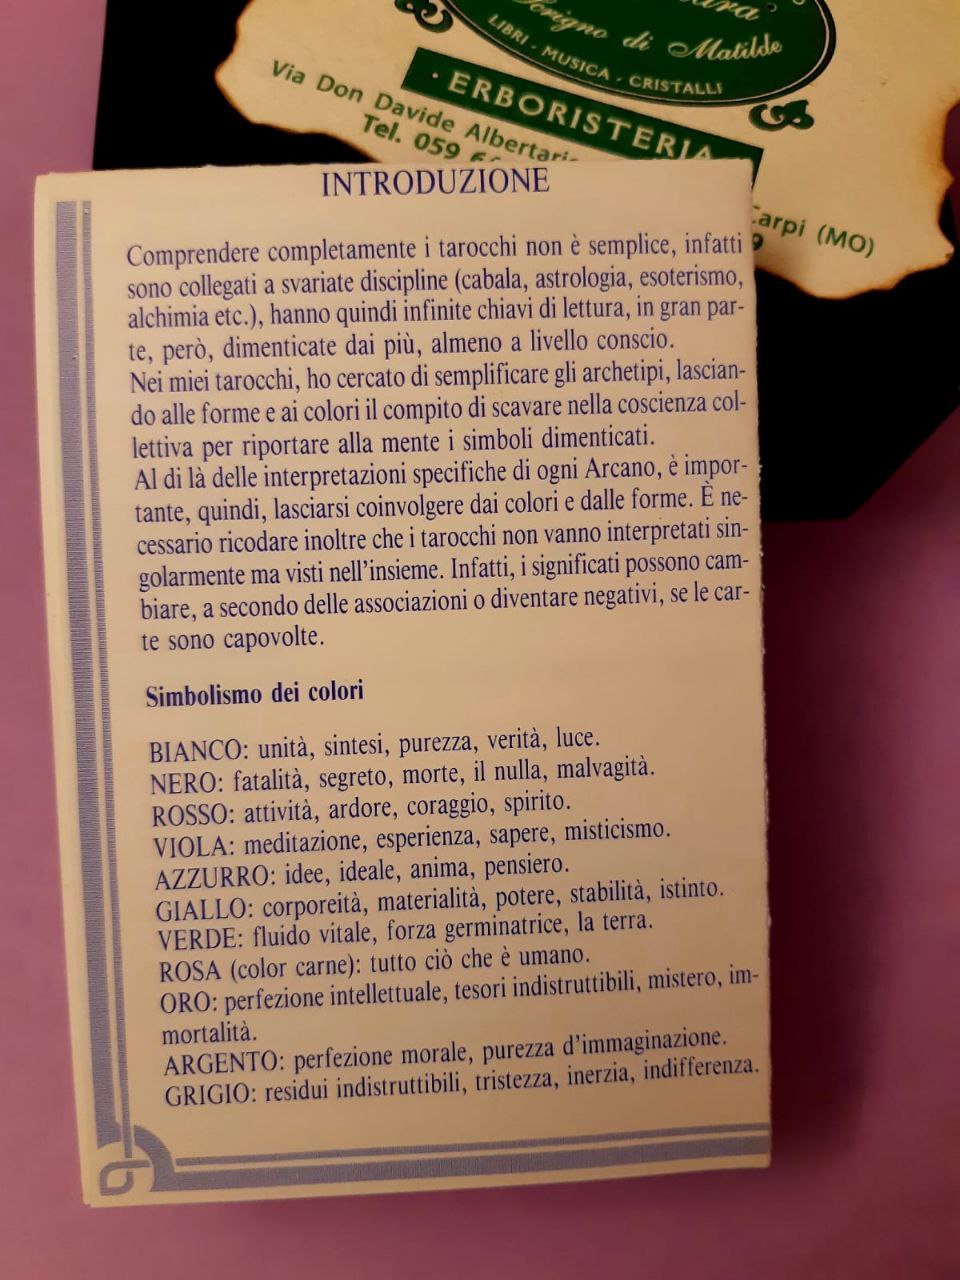 Scrigno di Matilde
LIBRI - MUSICA - CRISTALLI
· ERBORISTERIA
Via Don Davide
Tel. 059
Carpi (MO)
INTRODUZIONE
Comprendere completamente i tarocchi non è semplice, infatti
sono collegati a svariate discipline (cabala, astrologia, esoterismo,
alchimia etc.), hanno quindi infinite chiavi di lettura, in gran par-
te, però, dimenticate dai più, almeno a livello conscio.
Nei miei tarocchi, ho cercato di semplificare gli archetipi, lascian-
do alle forme e ai colori il compito di scavare nella coscienza col-
lettiva per riportare alla mente i simboli dimenticati.
Al di là delle interpretazioni specifiche di ogni Arcano, è impor-
tante, quindi, lasciarsi coinvolgere dai colori e dalle forme. È ne-
cessario ricodare inoltre che i tarocchi non vanno interpretati sin-
golarmente ma visti nell'insieme. Infatti, i significati possono cam-
biare, a secondo delle associazioni o diventare negativi, se le car-
te sono capovolte.
Simbolismo dei colori
BIANCO: unità, sintesi, purezza, verità, luce.
NERO: fatalità, segreto, morte, il nulla, malvagità.
ROSSO: attività, ardore, coraggio, spirito.
VIOLA: meditazione, esperienza, sapere, misticismo.
AZZURRO: idee, ideale, anima, pensiero.
GIALLO: corporeità, materialità, potere, stabilità, istinto.
VERDE: fluido vitale, forza germinatrice, la terra.
ROSA (color carne): tutto ciò che è umano.
ORO: perfezione intellettuale, tesori indistruttibili, mistero, im-
mortalità.
ARGENTO: perfezione morale, purezza d'immaginazione.
GRIGIO: residui indistruttibili, tristezza, inerzia, indifferenza.